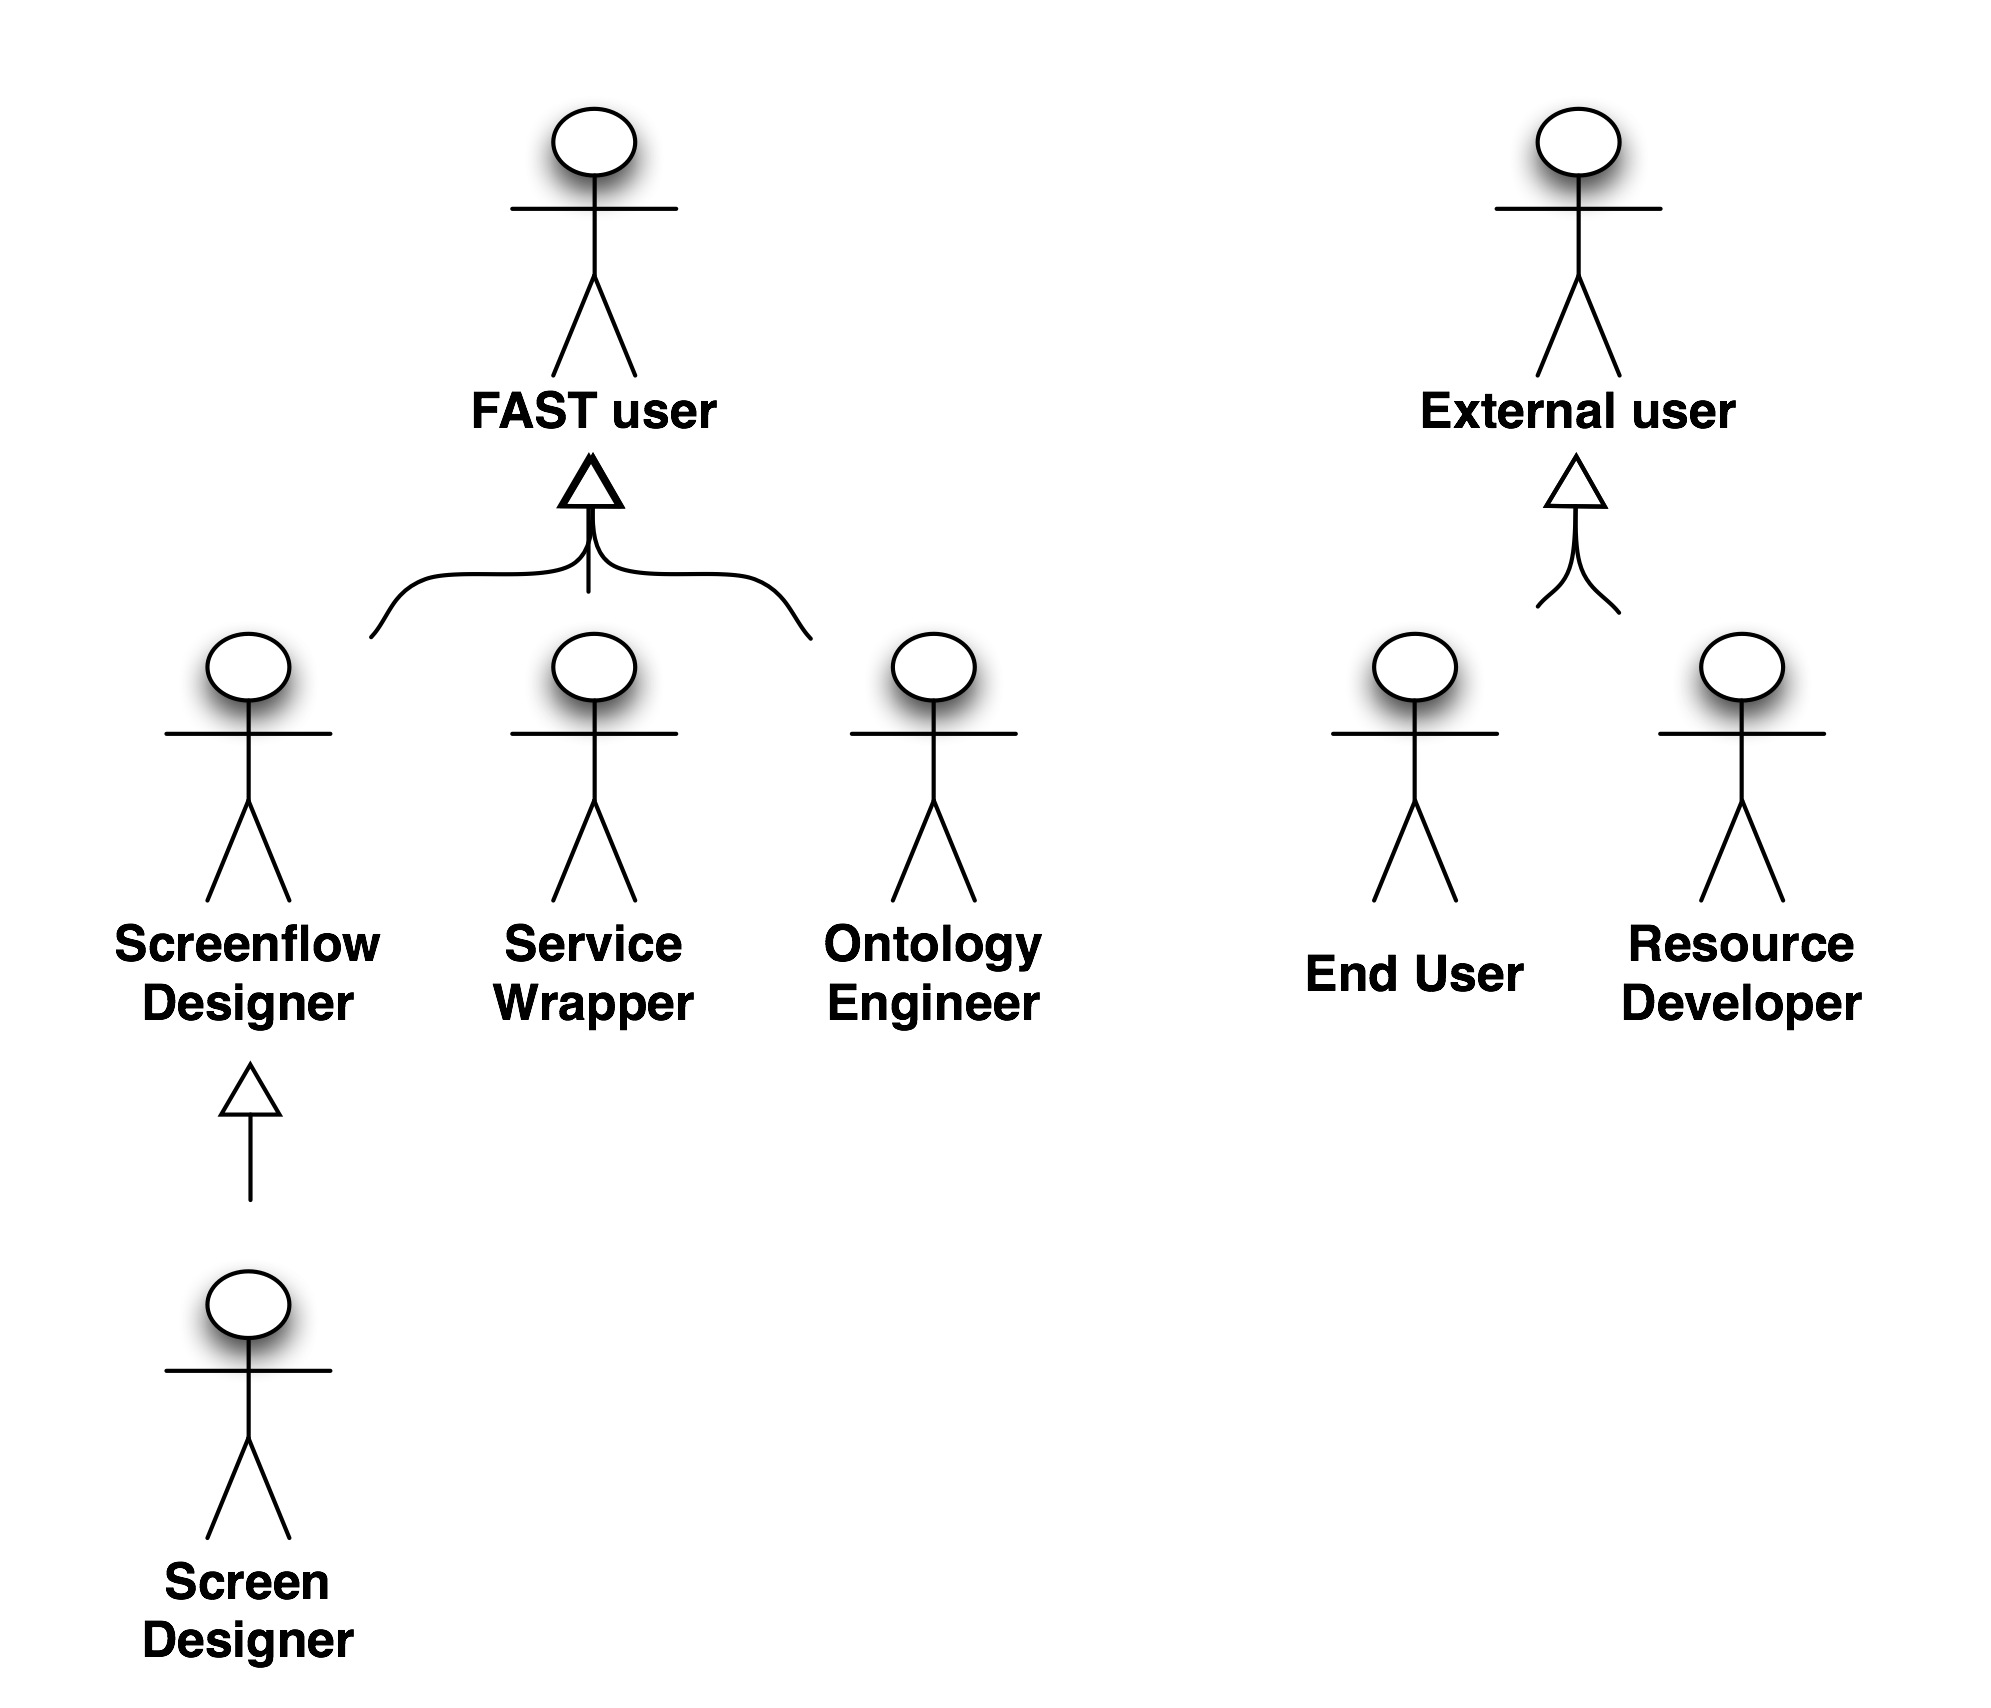 FAST user
External user
Screenflow
Designer
Service
Wrapper
Ontology
Engineer
End User
Resource
Developer
Screen
Designer